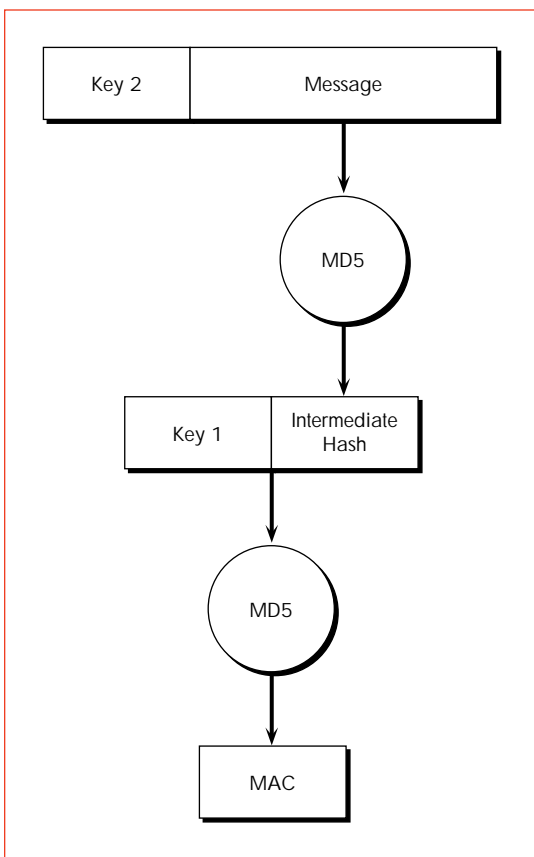 Key 2
Message
MD5
Key 1
Intermediate
Hash
MD5
MAC